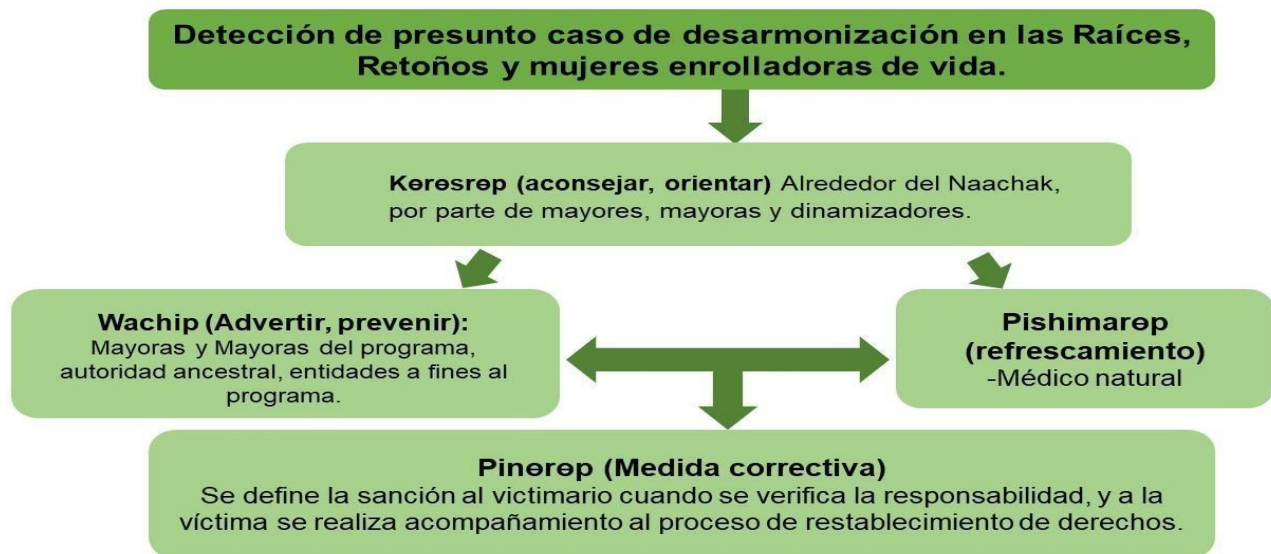 Detección de presunto caso de desarmonización en las Raíces,
Retoños y mujeres enrolladoras de vida.
Kɵrɵsrɵp (aconsejar, orientar) Alrededor del Naachak,
por parte de mayores, mayoras y dinamizadores.
Wachip (Advertir, prevenir):
Mayoras y Mayoras del programa,
autoridad ancestral, entidades a fines al
programa.
Pishimarɵp
(refrescamiento)
-Médico natural
Pinɵrɵp (Medida correctiva)
Se define la sanción al victimario cuando se verifica la responsabilidad, y a la
víctima se realiza acompañamiento al proceso de restablecimiento de derechos.